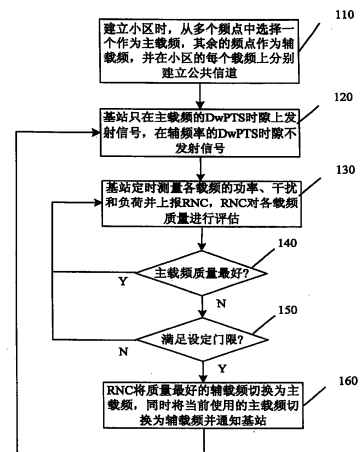 110
建立小区时，从多个频点中选择一
个作为主载频，其余的频点作为辅
载频，并在小区的每个载频上分别
建立公共信道
120
基站只在主载频的DwPTS时隙上发
射信号，在辅频率的DwPTS时隙不
发射信号
130
基站定时测量各载频的功率、干扰
和负荷并上报RNC，RNC对各载频
质量进行评估
140
主载频质量最好?
Y
N
150
满足设定门限?
N
Y
160
RNC将质量最好的辅载频切换为主
载频，同时将当前使用的主载频切
换为辅载频并通知基站